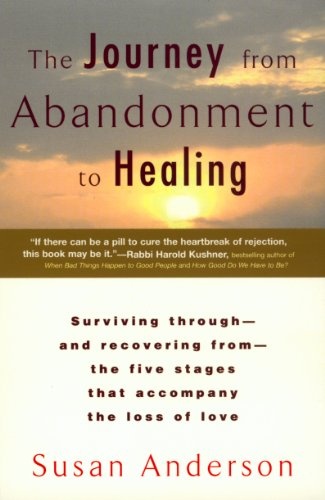 The Journey from
Abandonment
to Healing
"If there can be a pill to cure the heartbreak of rejection,
this book may be it."—Rabbi Harold Kushner, bestselling author of
When Bad Things Happen to Good People and How Good Do We Have to Be?
Surviving through—
and recovering from—
the five stages
that accompany
the loss of love
Susan Anderson